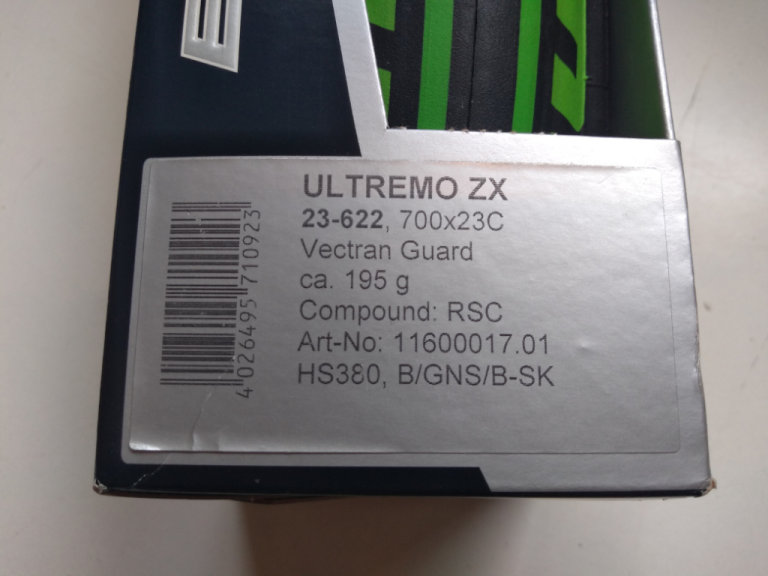 ULTREMO ZX
23-622, 700x23C
Vectran Guard
ca. 195 g
Compound: RSC
Art-No: 11600017.01
HS380, B/GNS/B-SK
4 026495 710923